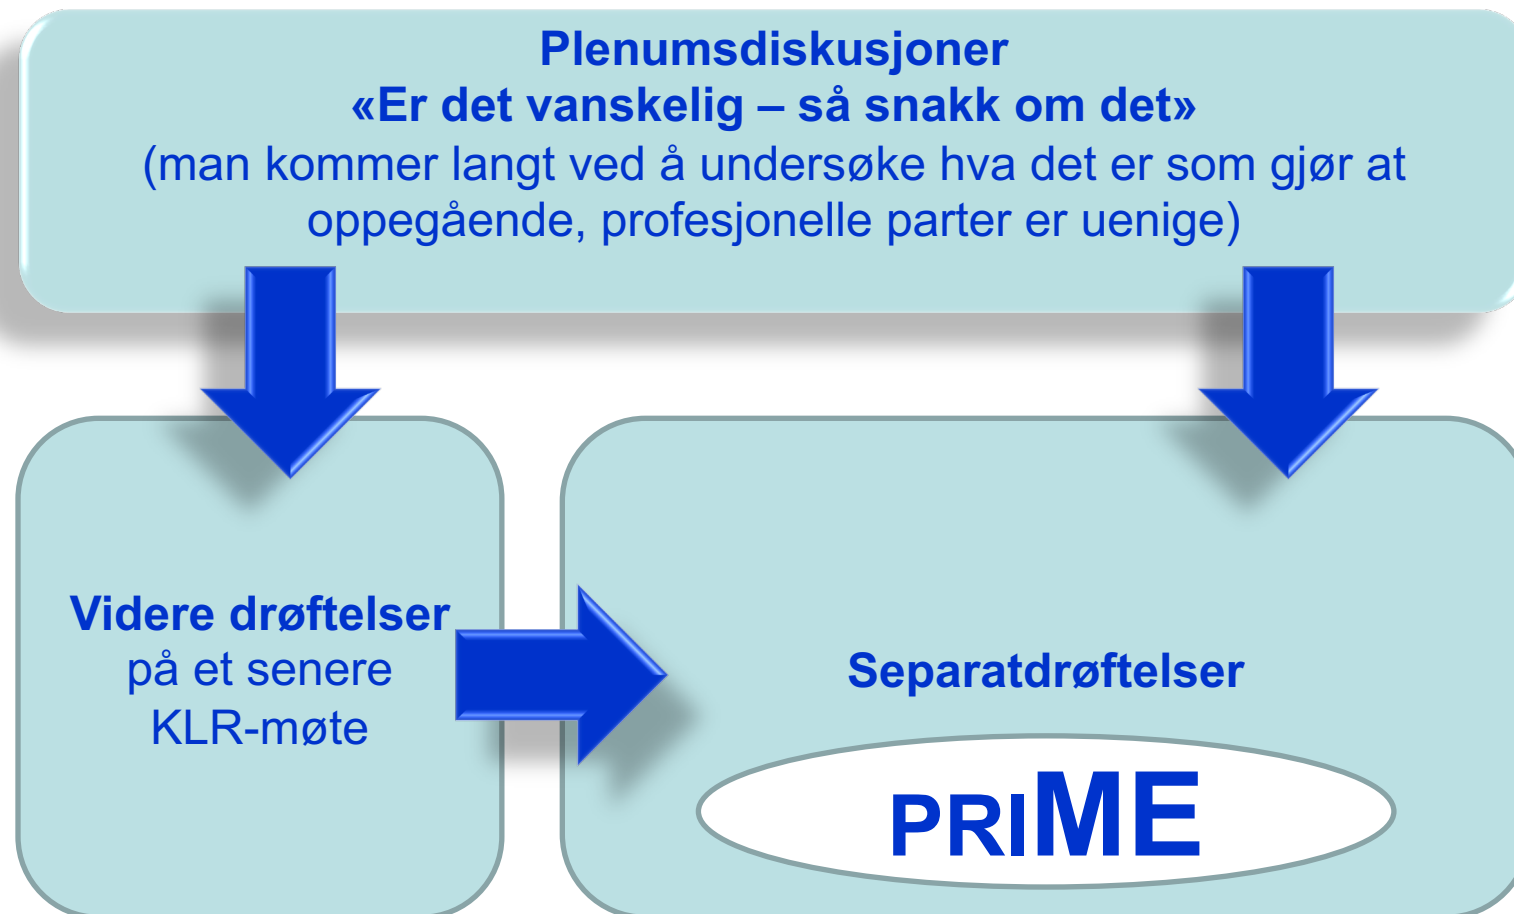 Plenumsdiskusjoner
«Er det vanskelig – så snakk om det»
(man kommer langt ved å undersøke hva det er som gjør at
oppegående, profesjonelle parter er uenige)
Videre drøftelser
på et senere
KLR-møte
Separatdrøftelser
PRIME